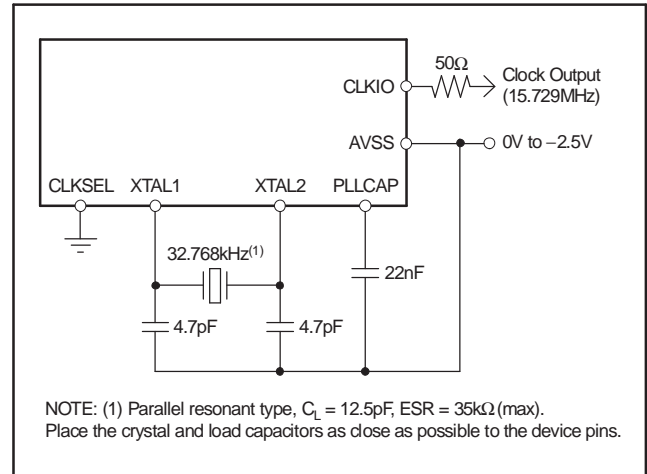 50Ω
CLKIO
Clock Output
(15.729MHz)
AVSS
0V to −2.5V
CLKSEL XTAL1 XTAL2 PLLCAP
32.768kHz(1)
22nF
4.7pF 4.7pF
NOTE: (1) Parallel resonant type, CL = 12.5pF, ESR = 35kΩ (max).
Place the crystal and load capacitors as close as possible to the device pins.